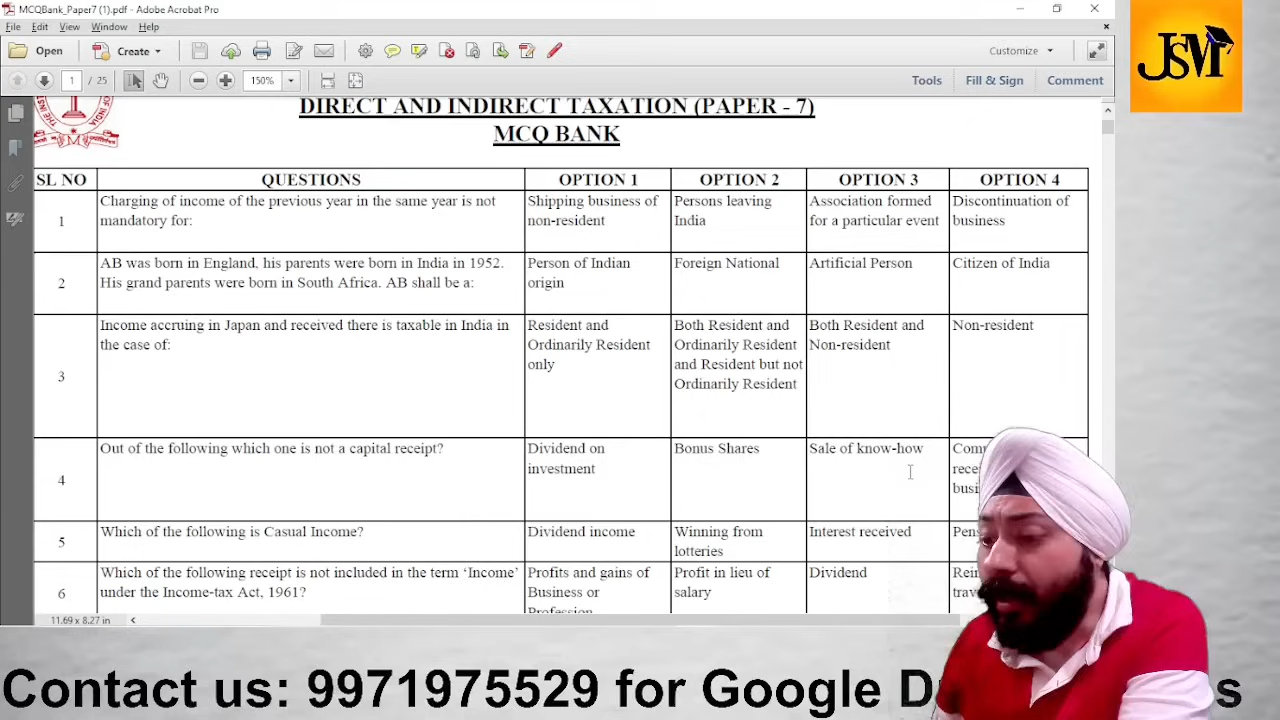 MCQBank_Paper7 (1).pdf - Adobe Acrobat Pro
File Edit View Window Help
Open Create Customize
1 / 25 150% Tools Fill & Sign Comment
JSM
OF INDIA
DIRECT AND INDIRECT TAXATION (PAPER - 7)
MCQ BANK
SL NO QUESTIONS OPTION 1 OPTION 2 OPTION 3 OPTION 4
1 Charging of income of the previous year in the same year is not mandatory for: Shipping business of non-resident Persons leaving India Association formed for a particular event Discontinuation of business
2 AB was born in England, his parents were born in India in 1952. His grand parents were born in South Africa. AB shall be a: Person of Indian origin Foreign National Artificial Person Citizen of India
3 Income accruing in Japan and received there is taxable in India in the case of: Resident and Ordinarily Resident only Both Resident and Ordinarily Resident and Resident but not Ordinarily Resident Both Resident and Non-resident Non-resident
4 Out of the following which one is not a capital receipt? Dividend on investment Bonus Shares Sale of know-how
5 Which of the following is Casual Income? Dividend income Winning from lotteries Interest received
6 Which of the following receipt is not included in the term ‘Income’ under the Income-tax Act, 1961? Profits and gains of Business or Profession Profit in lieu of salary Dividend
11.69 x 8.27 in
Contact us: 9971975529 for Google